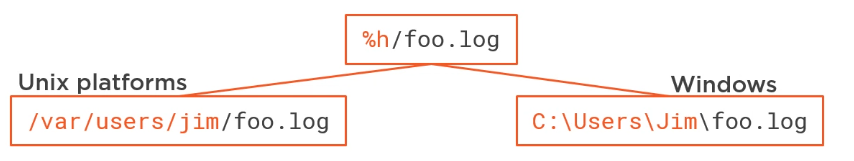 %h/foo.log
Unix platforms
Windows
/var/users/jim/foo.log
C:\Users\Jim\foo.log